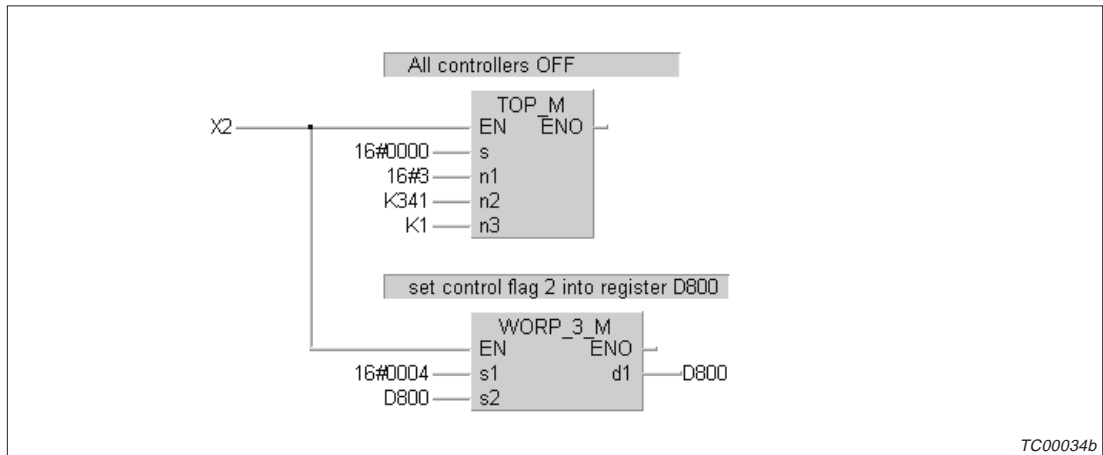 All controllers OFF
TOP_M
X2
EN ENO
16#0000 s
16#3 n1
K341 n2
K1 n3
set control flag 2 into register D800
WORP_3_M
EN ENO
16#0004 s1 d1 D800
D800 s2
TC00034b